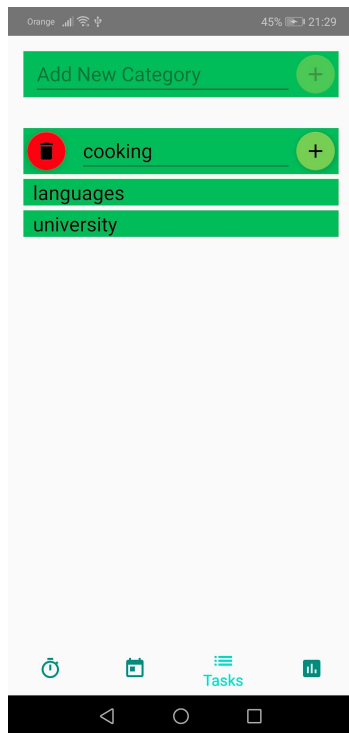 Orange 45% 21:29
Add New Category
cooking
languages
university
Tasks